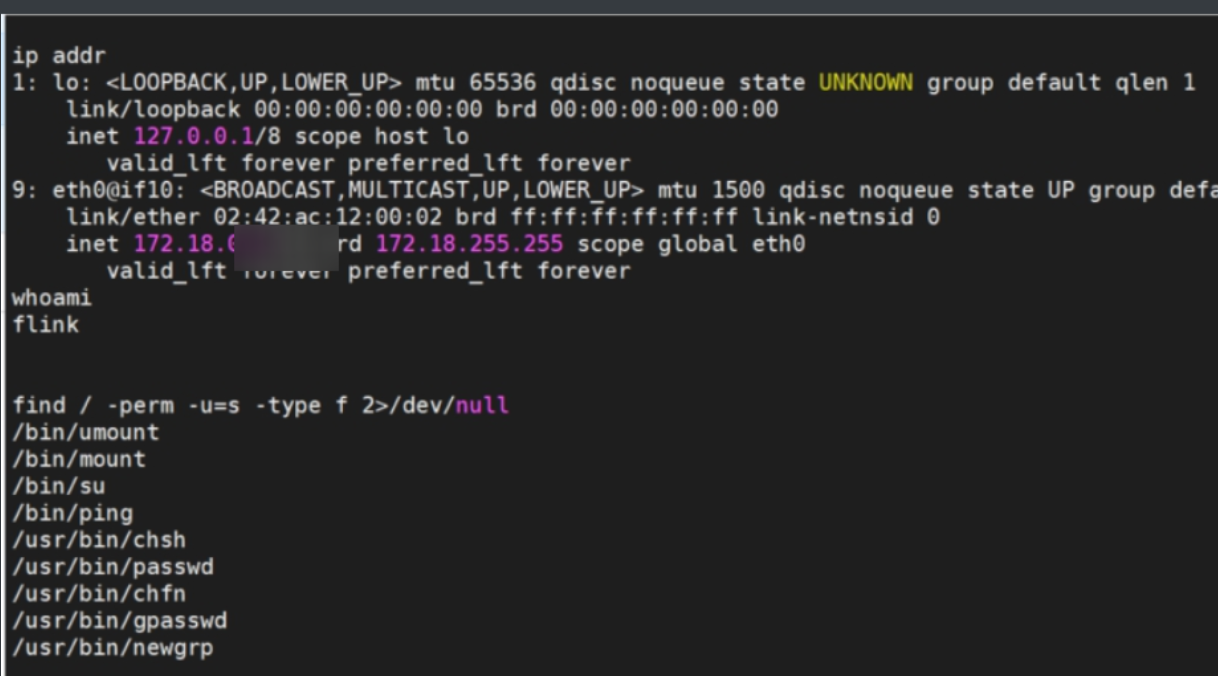 ip addr
1: lo: <LOOPBACK,UP,LOWER_UP> mtu 65536 qdisc noqueue state UNKNOWN group default qlen 1
link/loopback 00:00:00:00:00:00 brd 00:00:00:00:00:00
inet 127.0.0.1/8 scope host lo
valid_lft forever preferred_lft forever
9: eth0@if10: <BROADCAST,MULTICAST,UP,LOWER_UP> mtu 1500 qdisc noqueue state UP group defa
link/ether 02:42:ac:12:00:02 brd ff:ff:ff:ff:ff:ff link-netnsid 0
inet 172.18. rd 172.18.255.255 scope global eth0
valid_lft forever preferred_lft forever
whoami
flink
find / -perm -u=s -type f 2>/dev/null
/bin/umount
/bin/mount
/bin/su
/bin/ping
/usr/bin/chsh
/usr/bin/passwd
/usr/bin/chfn
/usr/bin/gpasswd
/usr/bin/newgrp